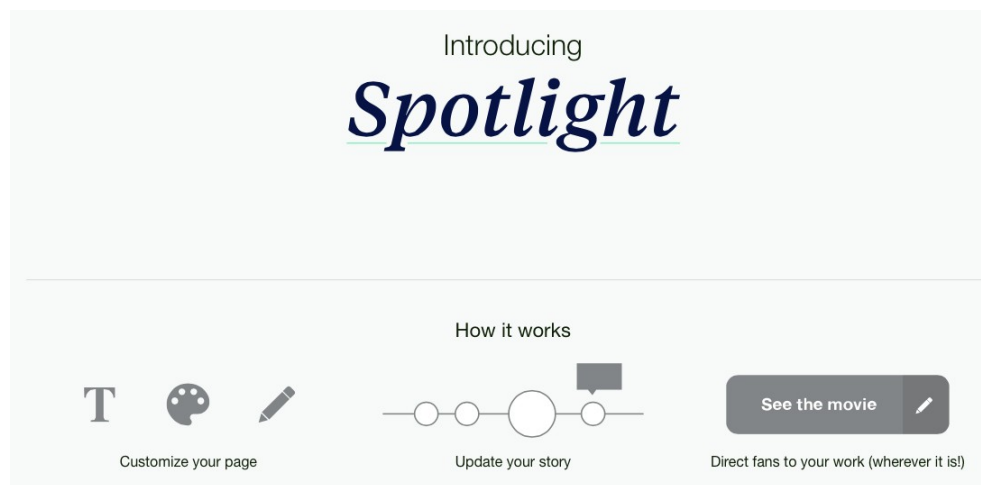 Introducing
Spotlight
How it works
T
See the movie
Customize your page
Update your story
Direct fans to your work (wherever it is!)